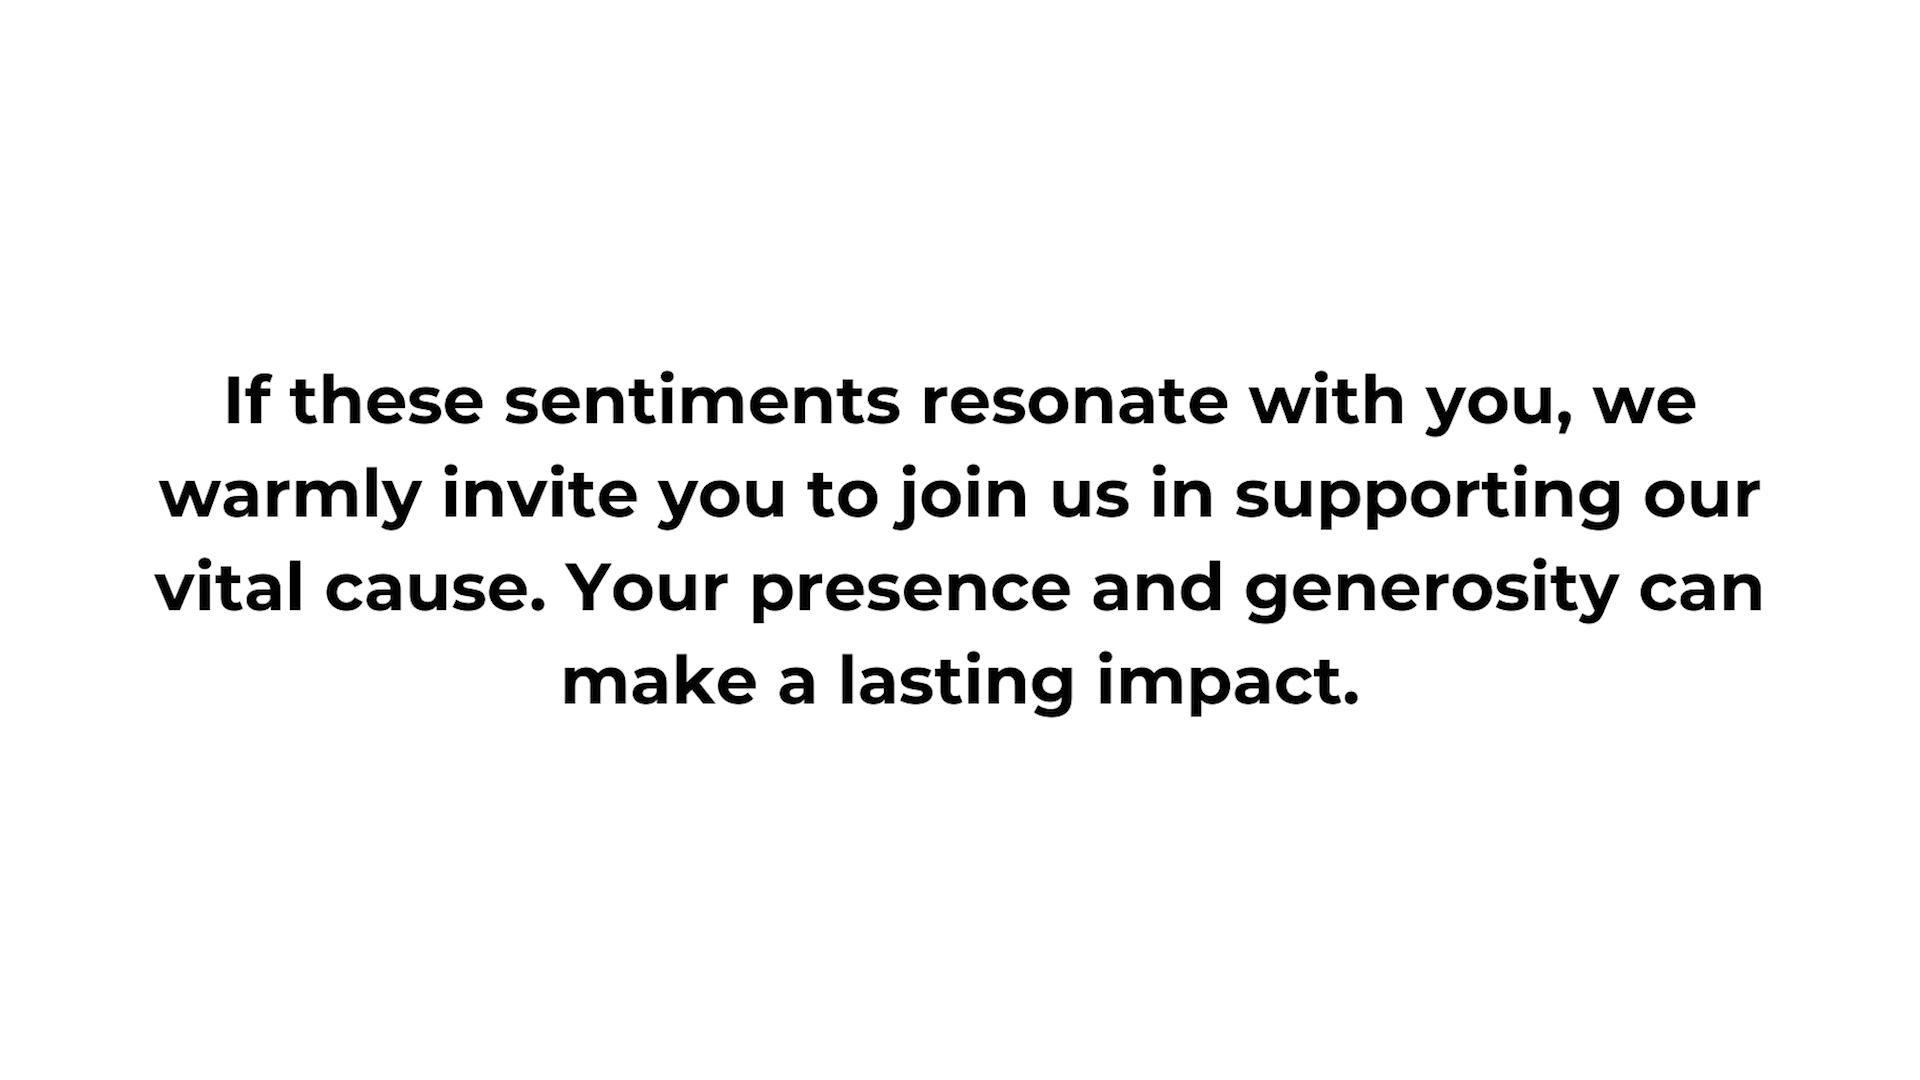 If these sentiments resonate with you, we
warmly invite you to join us in supporting our
vital cause. Your presence and generosity can
make a lasting impact.